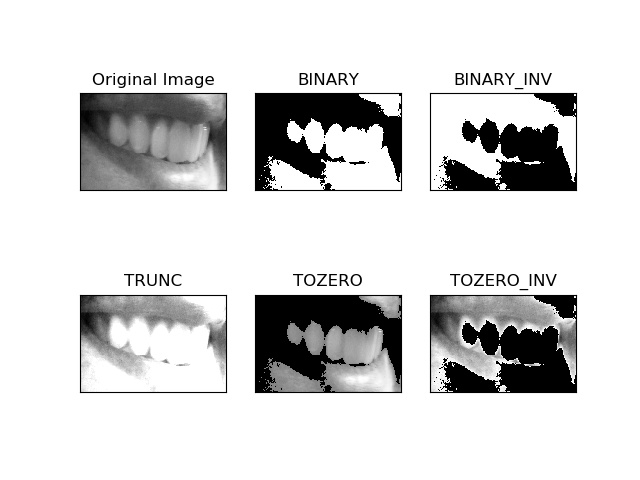 Original Image
BINARY
BINARY_INV
TRUNC
TOZERO
TOZERO_INV